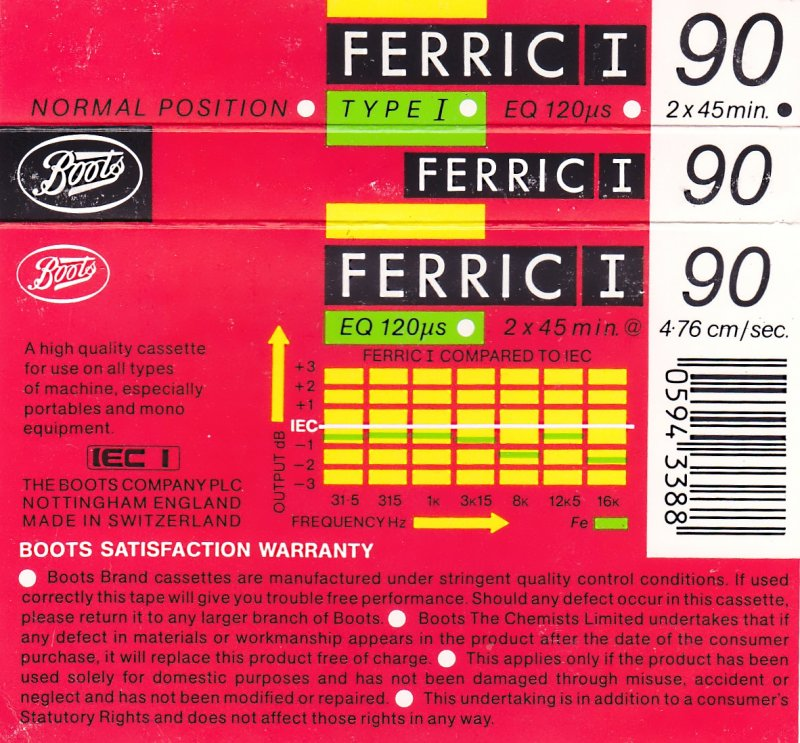 FERRIC I 90
NORMAL POSITION TYPE I EQ 120µs 2 x 45 min.
Boots FERRIC I 90
Boots FERRIC I 90
EQ 120µs 2 x 45 min. @ 4·76 cm/sec.
A high quality cassette
for use on all types
of machine, especially
portables and mono
equipment.
IEC I
THE BOOTS COMPANY PLC
NOTTINGHAM ENGLAND
MADE IN SWITZERLAND
FERRIC I COMPARED TO IEC
OUTPUT dB
+3
+2
+1
IEC
−1
−2
−3
31·5 315 1K 3K15 8K 12K5 16K
FREQUENCY Hz Fe
0594 3388
BOOTS SATISFACTION WARRANTY
Boots Brand cassettes are manufactured under stringent quality control conditions. If used
correctly this tape will give you trouble free performance. Should any defect occur in this cassette,
please return it to any larger branch of Boots. Boots The Chemists Limited undertakes that if
any defect in materials or workmanship appears in the product after the date of the consumer
purchase, it will replace this product free of charge. This applies only if the product has been
used solely for domestic purposes and has not been damaged through misuse, accident or
neglect and has not been modified or repaired. This undertaking is in addition to a consumer's
Statutory Rights and does not affect those rights in any way.